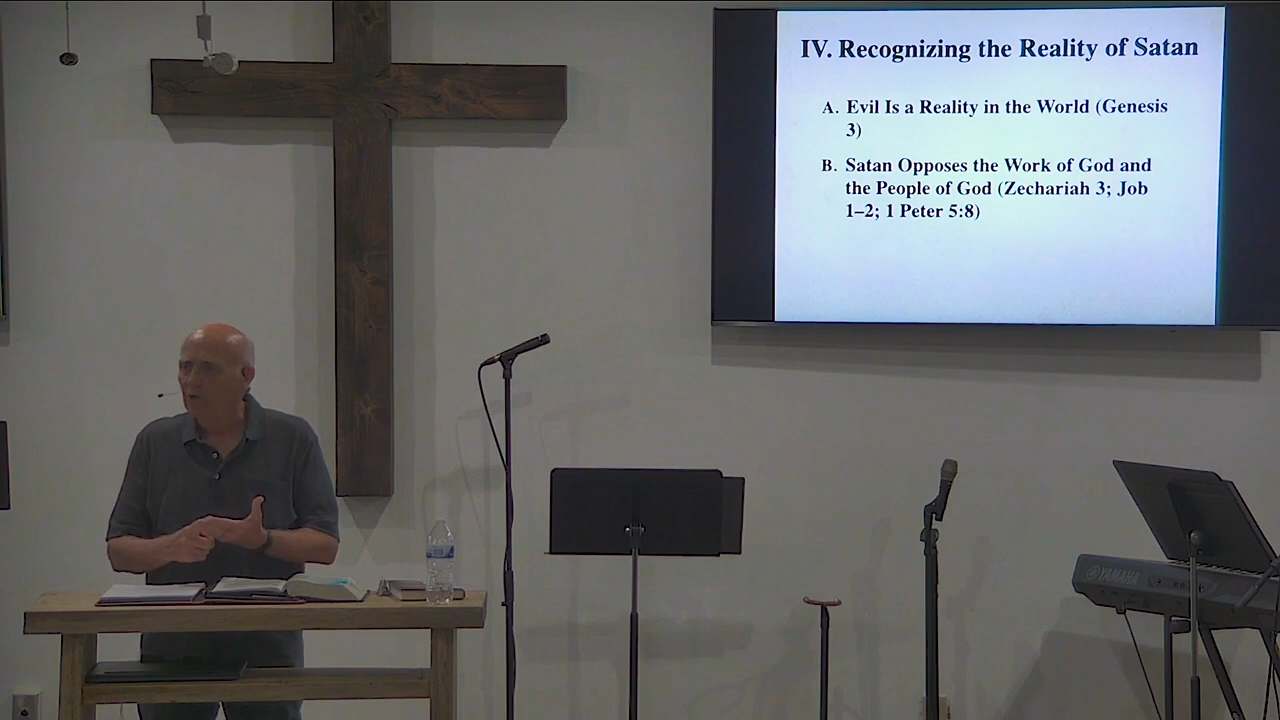 IV. Recognizing the Reality of Satan
A. Evil Is a Reality in the World (Genesis
3)
B. Satan Opposes the Work of God and
the People of God (Zechariah 3; Job
1–2; 1 Peter 5:8)
YAMAHA